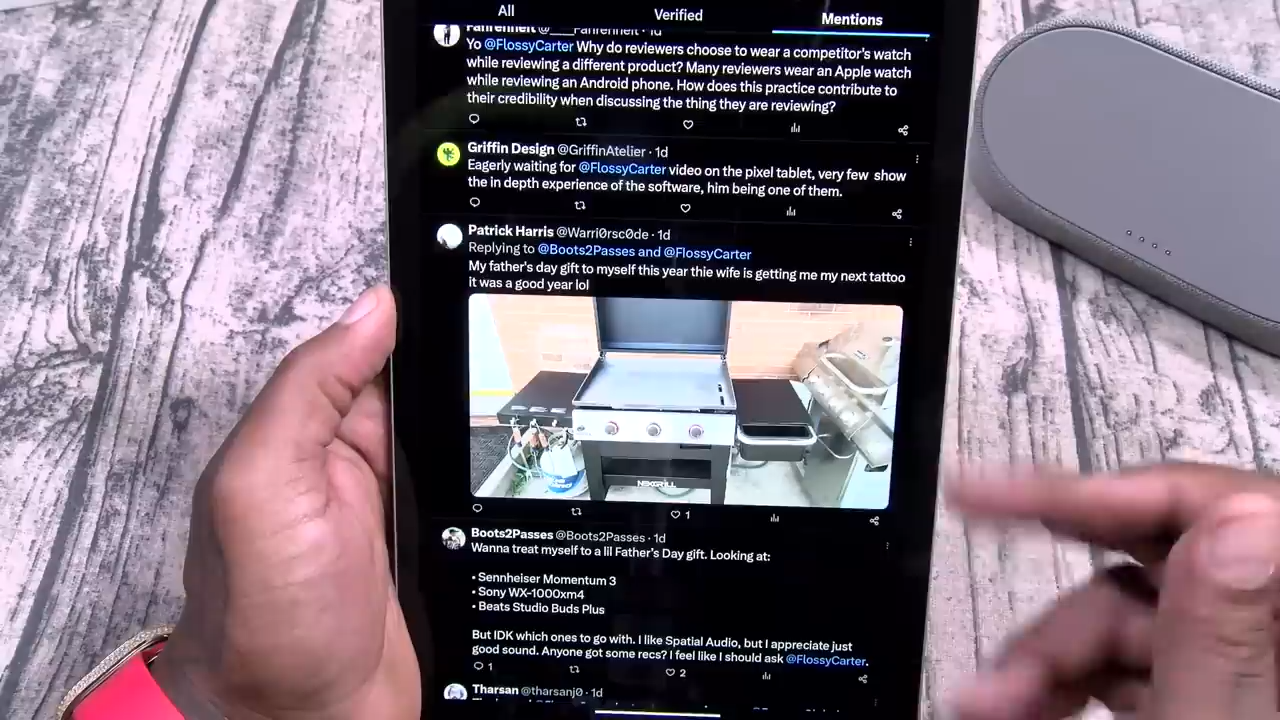 All
Verified
Mentions
Fahrenheit @___Fahrenheit · 1d
Yo @FlossyCarter Why do reviewers choose to wear a competitor's watch
while reviewing a different product? Many reviewers wear an Apple watch
while reviewing an Android phone. How does this practice contribute to
their credibility when discussing the thing they are reviewing?
Griffin Design @GriffinAtelier · 1d
Eagerly waiting for @FlossyCarter video on the pixel tablet, very few show
the in depth experience of the software, him being one of them.
Patrick Harris @Warri0rsc0de · 1d
Replying to @Boots2Passes and @FlossyCarter
My father's day gift to myself this year thie wife is getting me my next tattoo
it was a good year lol
NEXGRILL
1
Boots2Passes @Boots2Passes · 1d
Wanna treat myself to a lil Father's Day gift. Looking at:
• Sennheiser Momentum 3
• Sony WX-1000xm4
• Beats Studio Buds Plus
But IDK which ones to go with. I like Spatial Audio, but I appreciate just
good sound. Anyone got some recs? I feel like I should ask @FlossyCarter.
1
2
Tharsan @tharsanj0 · 1d